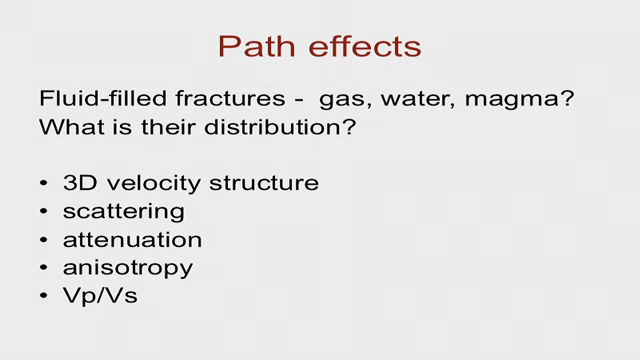 Path effects
Fluid-filled fractures - gas, water, magma?
What is their distribution?
• 3D velocity structure
• scattering
• attenuation
• anisotropy
• Vp/Vs